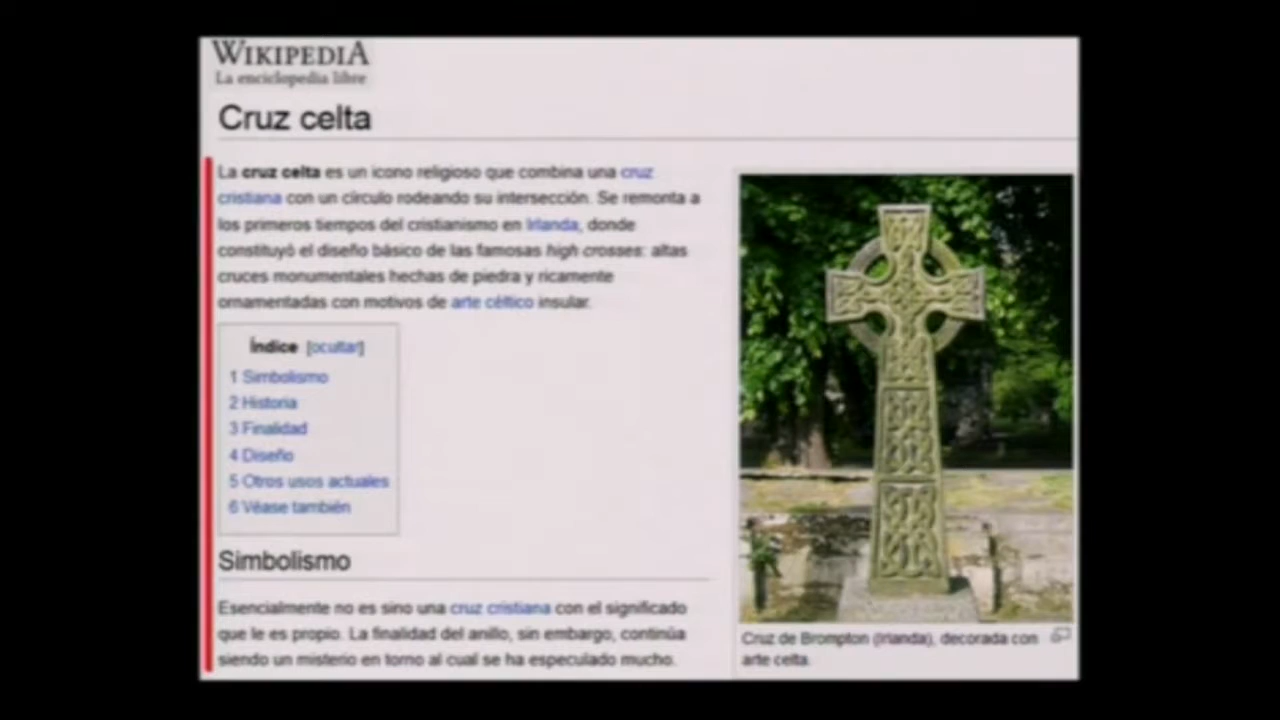 WIKIPEDIA
La enciclopedia libre
Cruz celta
La cruz celta es un icono religioso que combina una cruz
cristiana con un círculo rodeando su intersección. Se remonta a
los primeros tiempos del cristianismo en Irlanda, donde
constituyó el diseño básico de las famosas high crosses: altas
cruces monumentales hechas de piedra y ricamente
ornamentadas con motivos de arte céltico insular.
Índice [ocultar]
1 Simbolismo
2 Historia
3 Finalidad
4 Diseño
5 Otros usos actuales
6 Véase también
Simbolismo
Esencialmente no es sino una cruz cristiana con el significado
que le es propio. La finalidad del anillo, sin embargo, continúa
siendo un misterio en torno al cual se ha especulado mucho.
Cruz de Brompton (Irlanda), decorada con
arte celta.